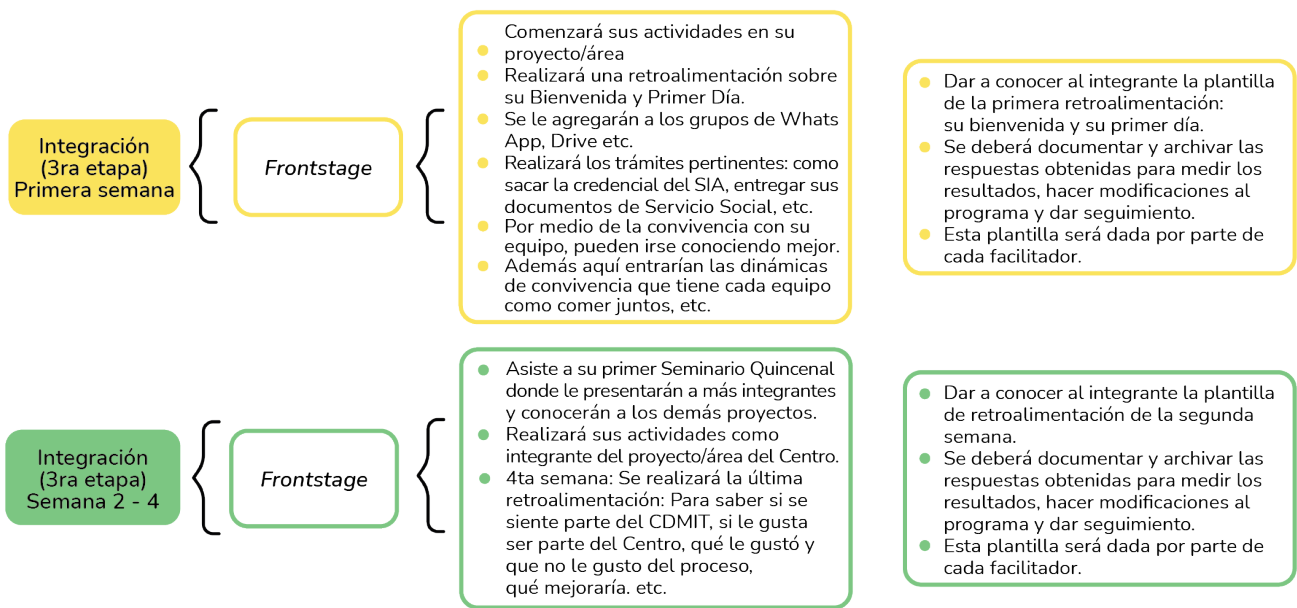 Integración
(3ra etapa)
Primera semana
Frontstage
Comenzará sus actividades en su
proyecto/área
Realizará una retroalimentación sobre
su Bienvenida y Primer Día.
Se le agregarán a los grupos de Whats
App, Drive etc.
Realizará los trámites pertinentes: como
sacar la credencial del SIA, entregar sus
documentos de Servicio Social, etc.
Por medio de la convivencia con su
equipo, pueden irse conociendo mejor.
Además aquí entrarían las dinámicas
de convivencia que tiene cada equipo
como comer juntos, etc.
Dar a conocer al integrante la plantilla
de la primera retroalimentación:
su bienvenida y su primer día.
Se deberá documentar y archivar las
respuestas obtenidas para medir los
resultados, hacer modificaciones al
programa y dar seguimiento.
Esta plantilla será dada por parte de
cada facilitador.
Integración
(3ra etapa)
Semana 2 - 4
Frontstage
Asiste a su primer Seminario Quincenal
donde le presentarán a más integrantes
y conocerán a los demás proyectos.
Realizará sus actividades como
integrante del proyecto/área del Centro.
4ta semana: Se realizará la última
retroalimentación: Para saber si se
siente parte del CDMIT, si le gusta
ser parte del Centro, qué le gustó y
que no le gusto del proceso,
qué mejoraría. etc.
Dar a conocer al integrante la plantilla
de retroalimentación de la segunda
semana.
Se deberá documentar y archivar las
respuestas obtenidas para medir los
resultados, hacer modificaciones al
programa y dar seguimiento.
Esta plantilla será dada por parte de
cada facilitador.